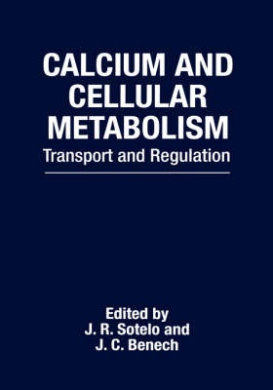 CALCIUM AND
CELLULAR
METABOLISM
Transport and Regulation
Edited by
J. R. Sotelo and
J. C. Benech